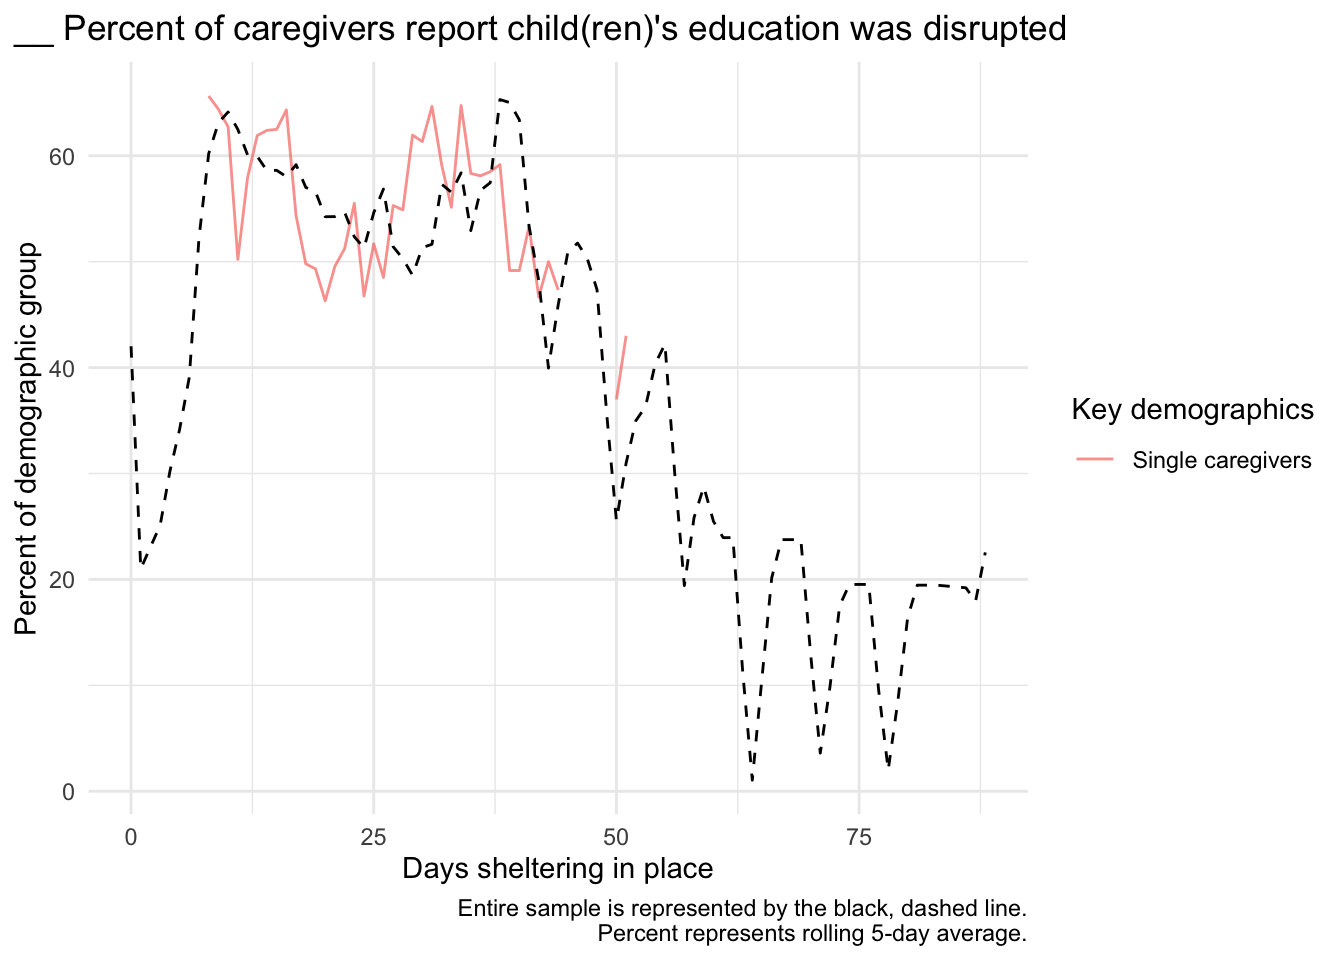 __ Percent of caregivers report child(ren)'s education was disrupted
Percent of demographic group
60
40
20
0
0
25
50
75
Days sheltering in place
Key demographics
Single caregivers
Entire sample is represented by the black, dashed line.
Percent represents rolling 5-day average.